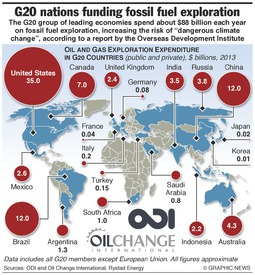 G20 nations funding fossil fuel exploration
The G20 group of leading economies spend about $88 billion each year
on fossil fuel exploration, increasing the risk of “dangerous climate
change”, according to a report by the Overseas Development Institute
OIL AND GAS EXPLORATION EXPENDITURE
IN G20 COUNTRIES (public and private), $ billions, 2013
United States
35.0
Canada
7.0
United Kingdom
2.4
Germany
0.08
India
3.5
Russia
3.8
China
12.0
France
0.04
Italy
0.2
Turkey
0.15
Japan
0.02
Korea
0.01
Saudi
Arabia
0.8
South Africa
1.0
Mexico
2.6
Brazil
12.0
Argentina
1.3
Indonesia
2.2
Australia
4.3
ODI
OILCHANGE
INTERNATIONAL
Data includes all G20 members except European Union. All figures approximate
Sources: ODI and Oil Change International, Rystad Energy
© GRAPHIC NEWS